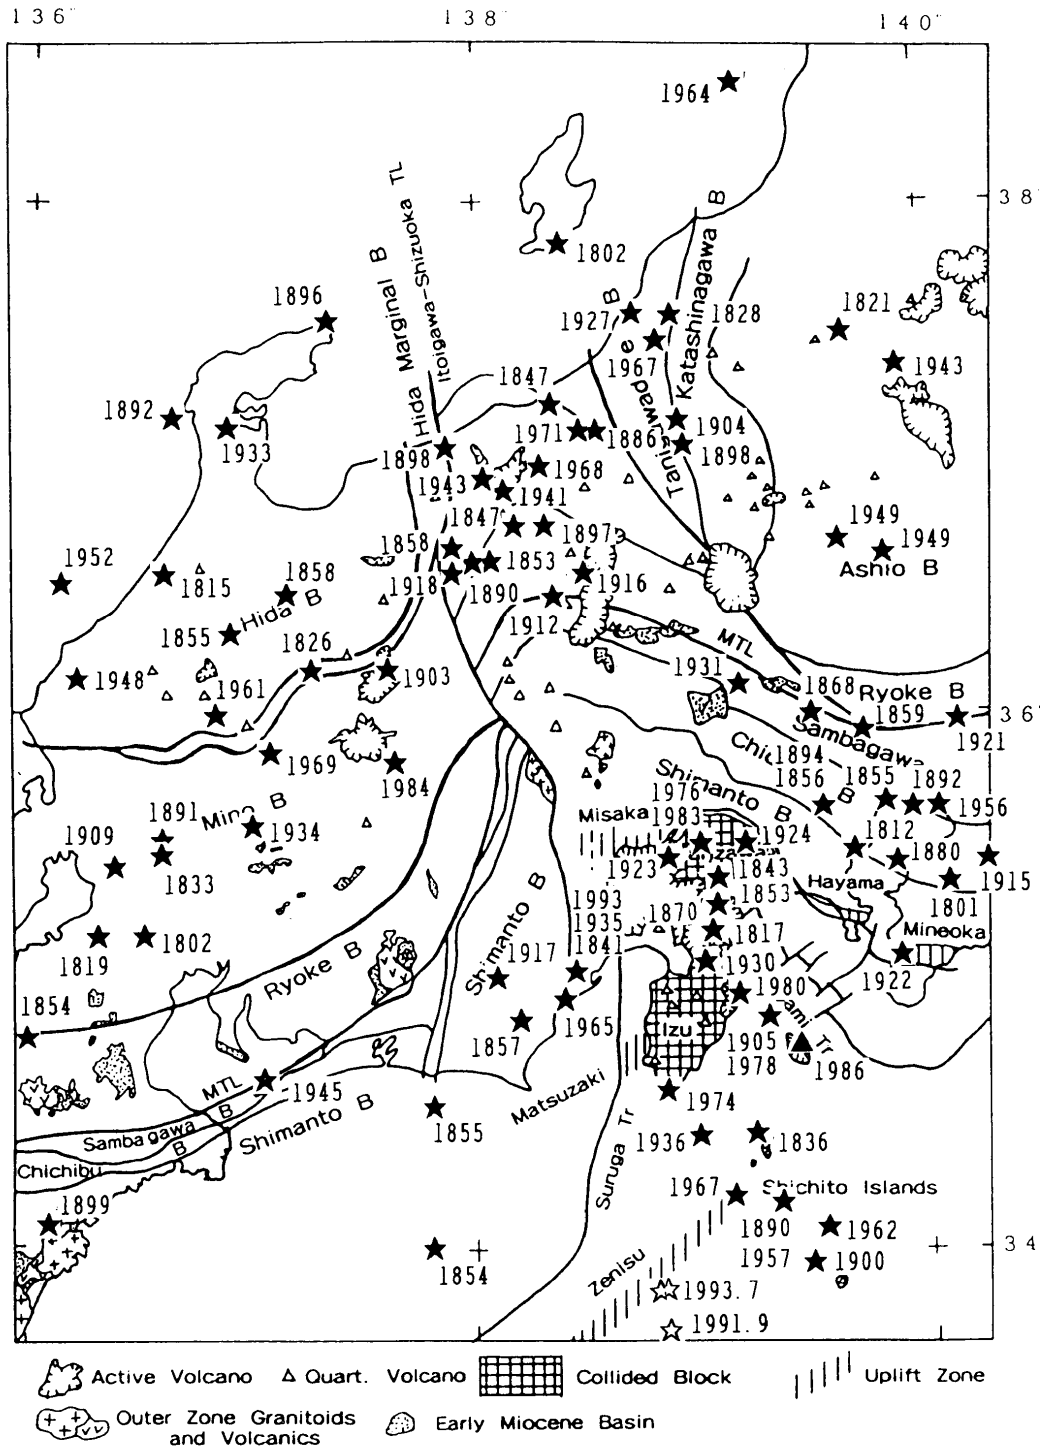 136°
138°
140°
1964
38°
Hida Marginal B
Itoigawa-Shizuoka TL
B
1802
1896
1927
1828
1821
Katashinagawa
1967
1943
1847
1892
1933
1971
1886
1904
1898
1898
1968
1943
1941
1847
1897
1949
1949
Ashio B
1952
1815
1858
1858
1853
1918
1890
1916
1912
Hida B
1855
1826
1903
1948
1961
MTL
1931
1868
Ryoke B
1859
36°
1921
Sambagawa
1969
1984
1894
1856
1855
1892
1956
Shimanto B
B
1976
1983
Misaka
1924
1812
1880
1915
1891
Mino B
1934
1909
1833
1923
1843
1853
Hayama
1801
Mineoka
1922
1993
1935
1841
1870
1817
1930
1980
1802
1819
Ryoke B
Shimanto B
1917
1854
1965
1857
Izu
1905
1978
Tr
1986
MTL
1945
Matsuzaki
1974
Sambagawa B
Shimanto B
1855
1936
1836
Chichibu B
Suruga Tr
1899
1967
Shichito Islands
1890
1962
1854
Zenisu
1957
1900
34°
1993.7
1991.9
Active Volcano
Quart. Volcano
Collided Block
Uplift Zone
Outer Zone Granitoids
and Volcanics
Early Miocene Basin